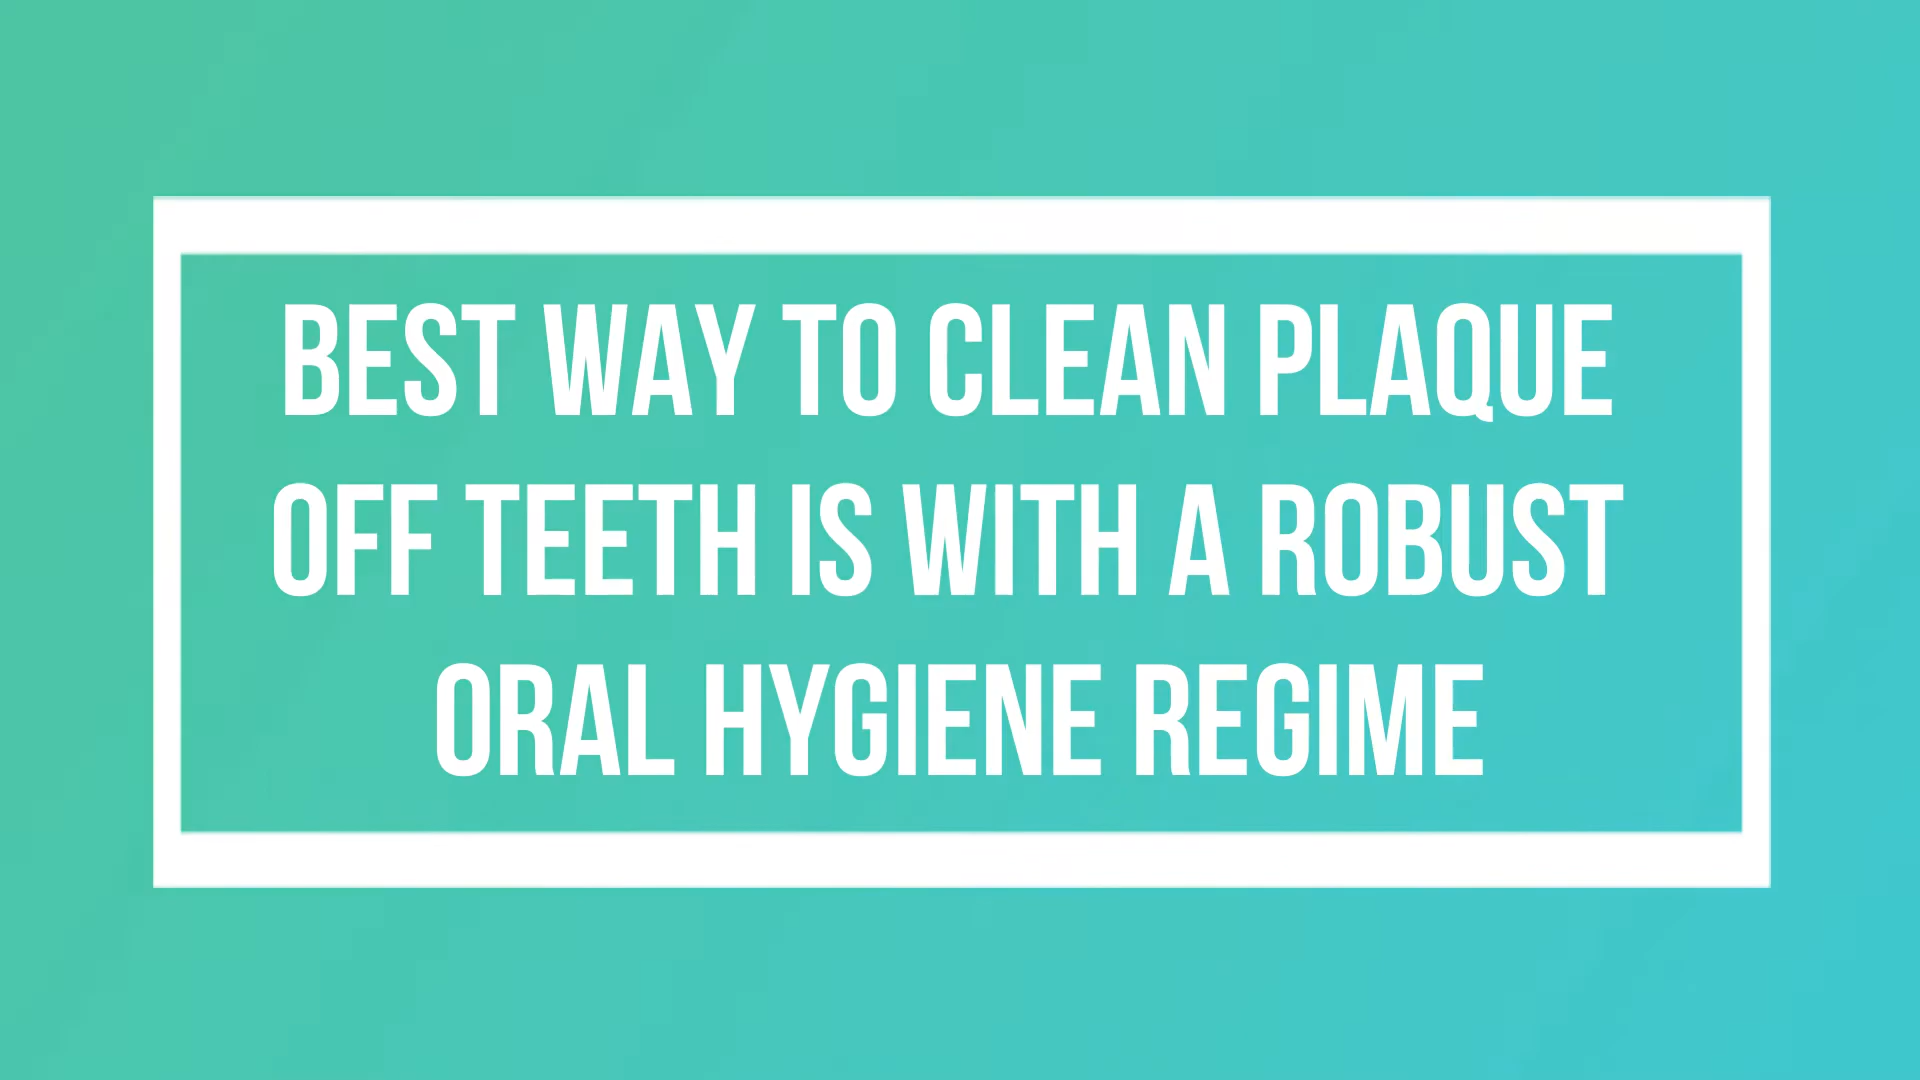 BEST WAY TO CLEAN PLAQUE
OFF TEETH IS WITH A ROBUST
ORAL HYGIENE REGIME